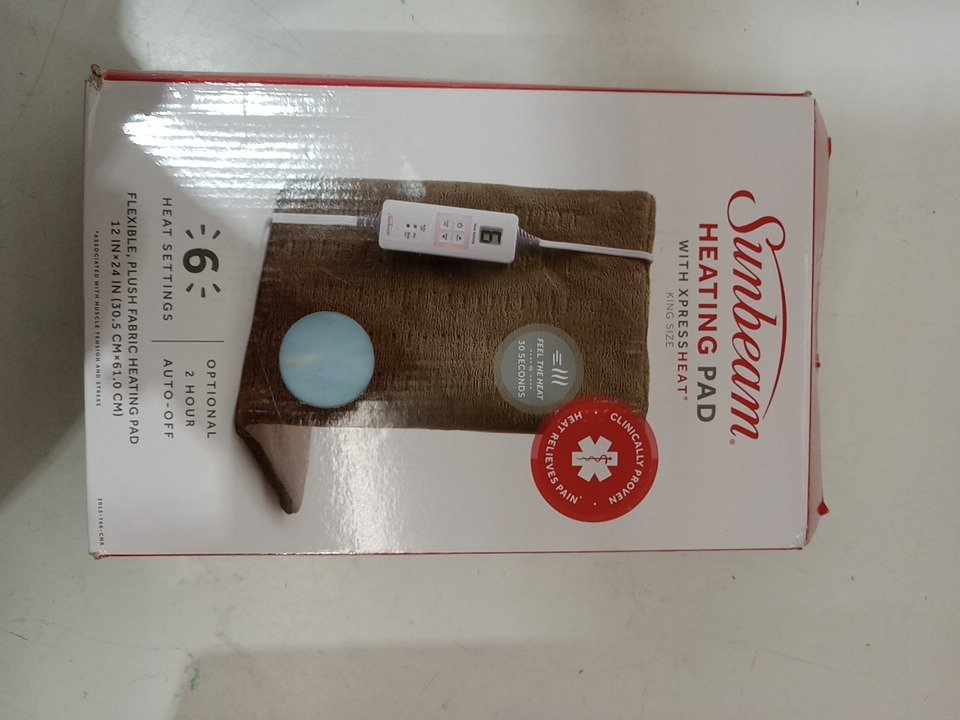 Sunbeam®
HEATING PAD
WITH XPRESSHEAT®
KING SIZE
CLINICALLY PROVEN
HEAT RELIEVES PAIN*
FEEL THE HEAT
IN
30 SECONDS
6
6
HEAT SETTINGS
OPTIONAL
2 HOUR
AUTO-OFF
FLEXIBLE, PLUSH FABRIC HEATING PAD
12 IN×24 IN (30.5 CM×61.0 CM)
*ASSOCIATED WITH MUSCLE TENSION AND STRESS